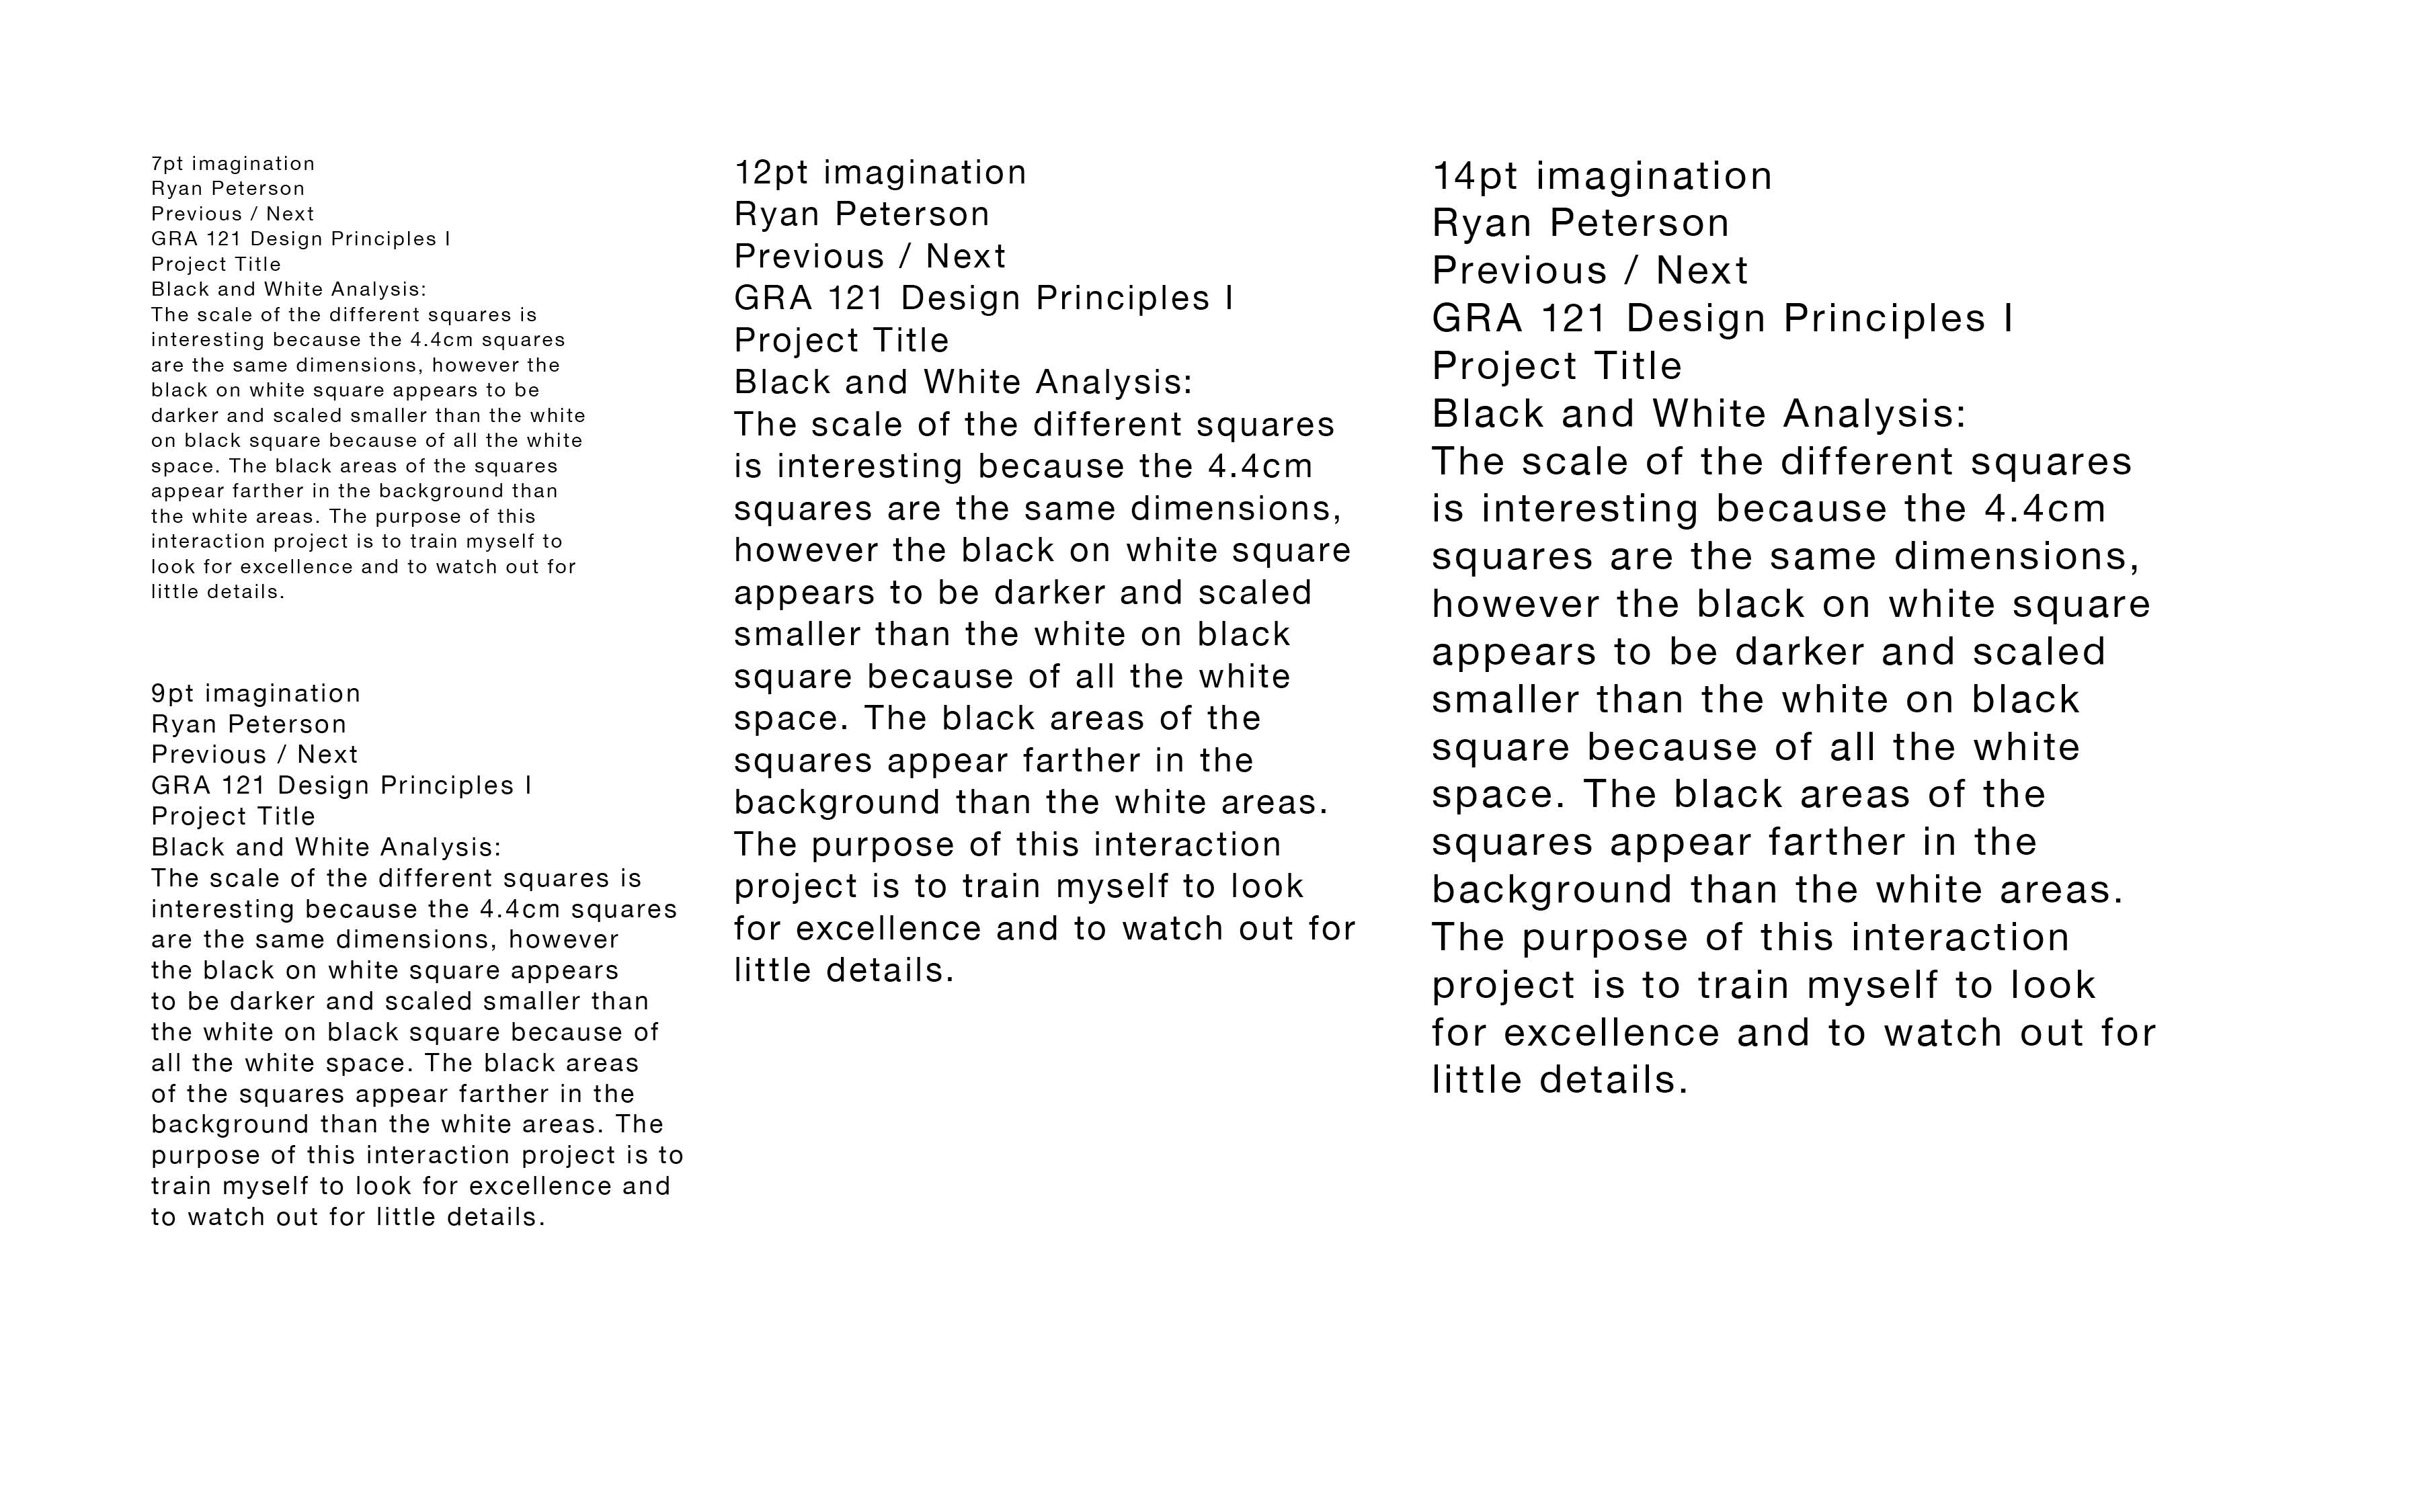 7pt imagination
Ryan Peterson
Previous / Next
GRA 121 Design Principles I
Project Title
Black and White Analysis:
The scale of the different squares is
interesting because the 4.4cm squares
are the same dimensions, however the
black on white square appears to be
darker and scaled smaller than the white
on black square because of all the white
space. The black areas of the squares
appear farther in the background than
the white areas. The purpose of this
interaction project is to train myself to
look for excellence and to watch out for
little details.
9pt imagination
Ryan Peterson
Previous / Next
GRA 121 Design Principles I
Project Title
Black and White Analysis:
The scale of the different squares is
interesting because the 4.4cm squares
are the same dimensions, however
the black on white square appears
to be darker and scaled smaller than
the white on black square because of
all the white space. The black areas
of the squares appear farther in the
background than the white areas. The
purpose of this interaction project is to
train myself to look for excellence and
to watch out for little details.
12pt imagination
Ryan Peterson
Previous / Next
GRA 121 Design Principles I
Project Title
Black and White Analysis:
The scale of the different squares
is interesting because the 4.4cm
squares are the same dimensions,
however the black on white square
appears to be darker and scaled
smaller than the white on black
square because of all the white
space. The black areas of the
squares appear farther in the
background than the white areas.
The purpose of this interaction
project is to train myself to look
for excellence and to watch out for
little details.
14pt imagination
Ryan Peterson
Previous / Next
GRA 121 Design Principles I
Project Title
Black and White Analysis:
The scale of the different squares
is interesting because the 4.4cm
squares are the same dimensions,
however the black on white square
appears to be darker and scaled
smaller than the white on black
square because of all the white
space. The black areas of the
squares appear farther in the
background than the white areas.
The purpose of this interaction
project is to train myself to look
for excellence and to watch out for
little details.